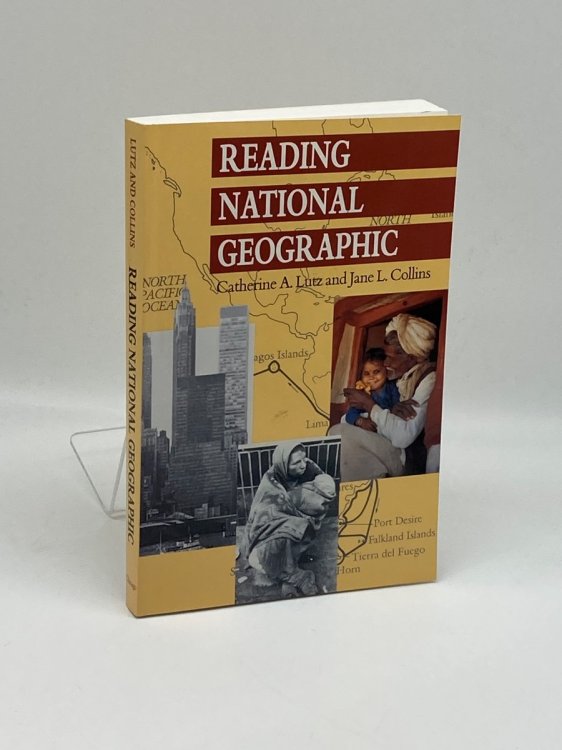 READING
NATIONAL
GEOGRAPHIC
Catherine A. Lutz and Jane L. Collins
LUTZ AND COLLINS
READING NATIONAL GEOGRAPHIC
NORTH
NORTH
PACIFIC
OCEAN
agos Islands
Lima
Port Desire
Falkland Islands
Tierra del Fuego
Horn